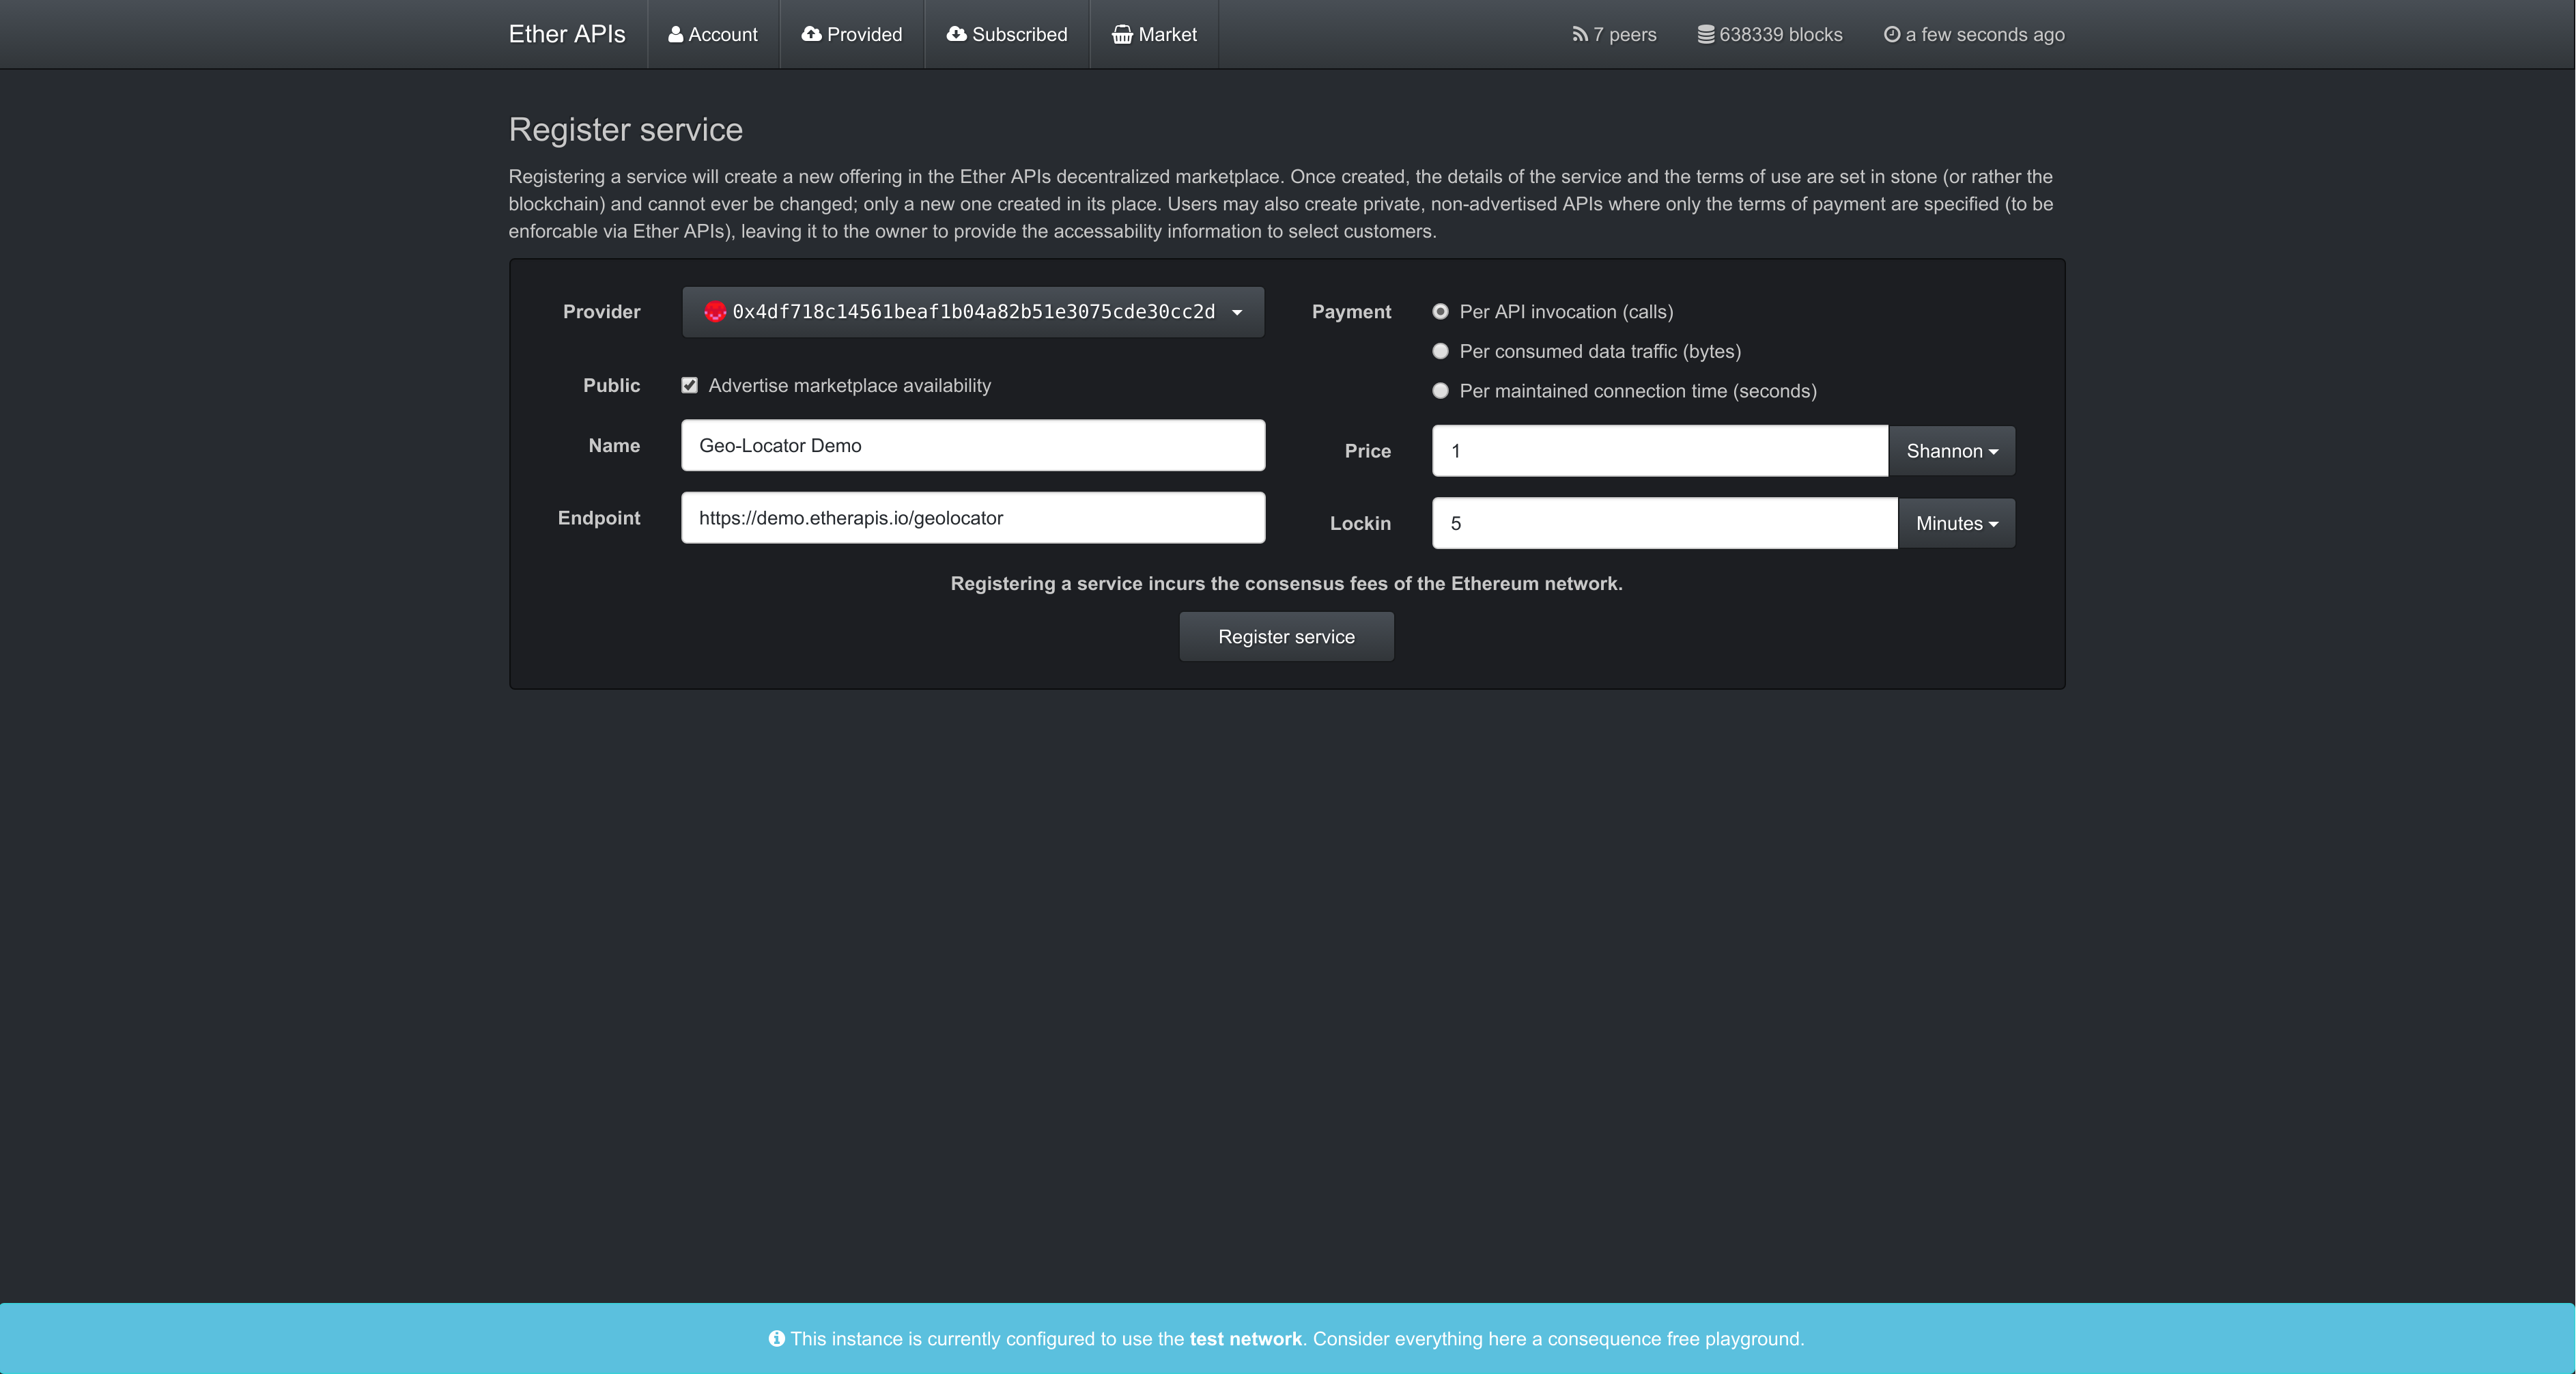 Ether APIs Account Provided Subscribed Market 7 peers 638339 blocks a few seconds ago
Register service
Registering a service will create a new offering in the Ether APIs decentralized marketplace. Once created, the details of the service and the terms of use are set in stone (or rather the
blockchain) and cannot ever be changed; only a new one created in its place. Users may also create private, non-advertised APIs where only the terms of payment are specified (to be
enforcable via Ether APIs), leaving it to the owner to provide the accessability information to select customers.
Provider 0x4df718c14561beaf1b04a82b51e3075cde30cc2d
Public Advertise marketplace availability
Name Geo-Locator Demo
Endpoint https://demo.etherapis.io/geolocator
Payment Per API invocation (calls)
Per consumed data traffic (bytes)
Per maintained connection time (seconds)
Price 1 Shannon
Lockin 5 Minutes
Registering a service incurs the consensus fees of the Ethereum network.
Register service
This instance is currently configured to use the test network. Consider everything here a consequence free playground.